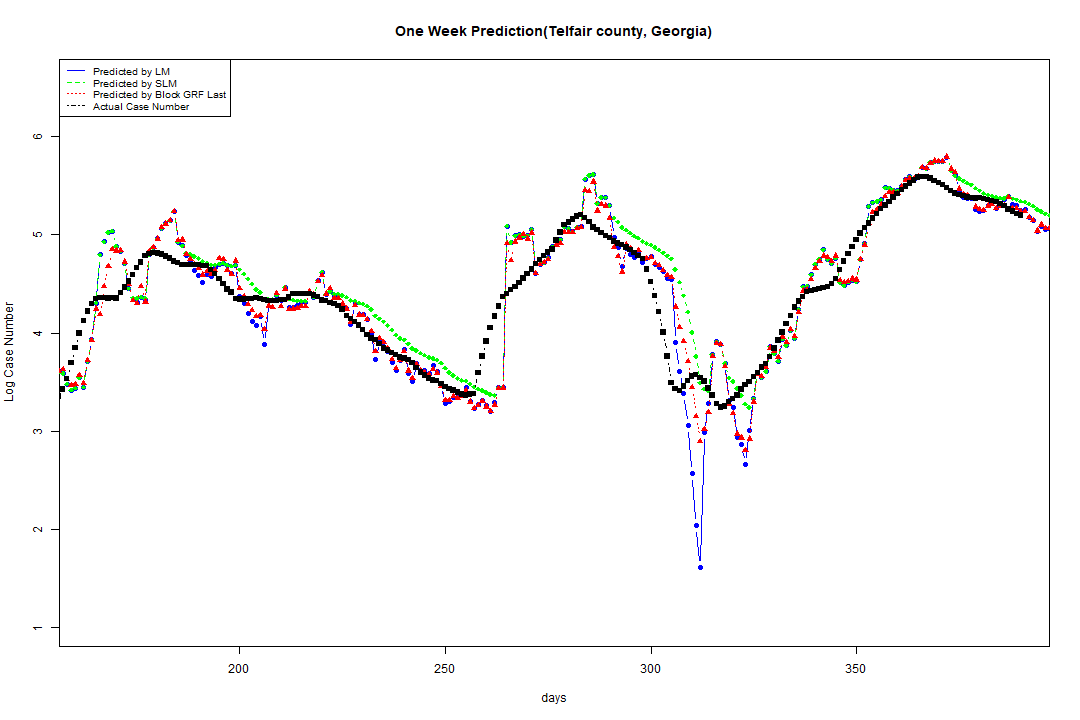 One Week Prediction(Telfair county, Georgia)
Predicted by LM
Predicted by SLM
Predicted by Block GRF Last
Actual Case Number
Log Case Number
6
5
4
3
2
1
200 250 300 350
days